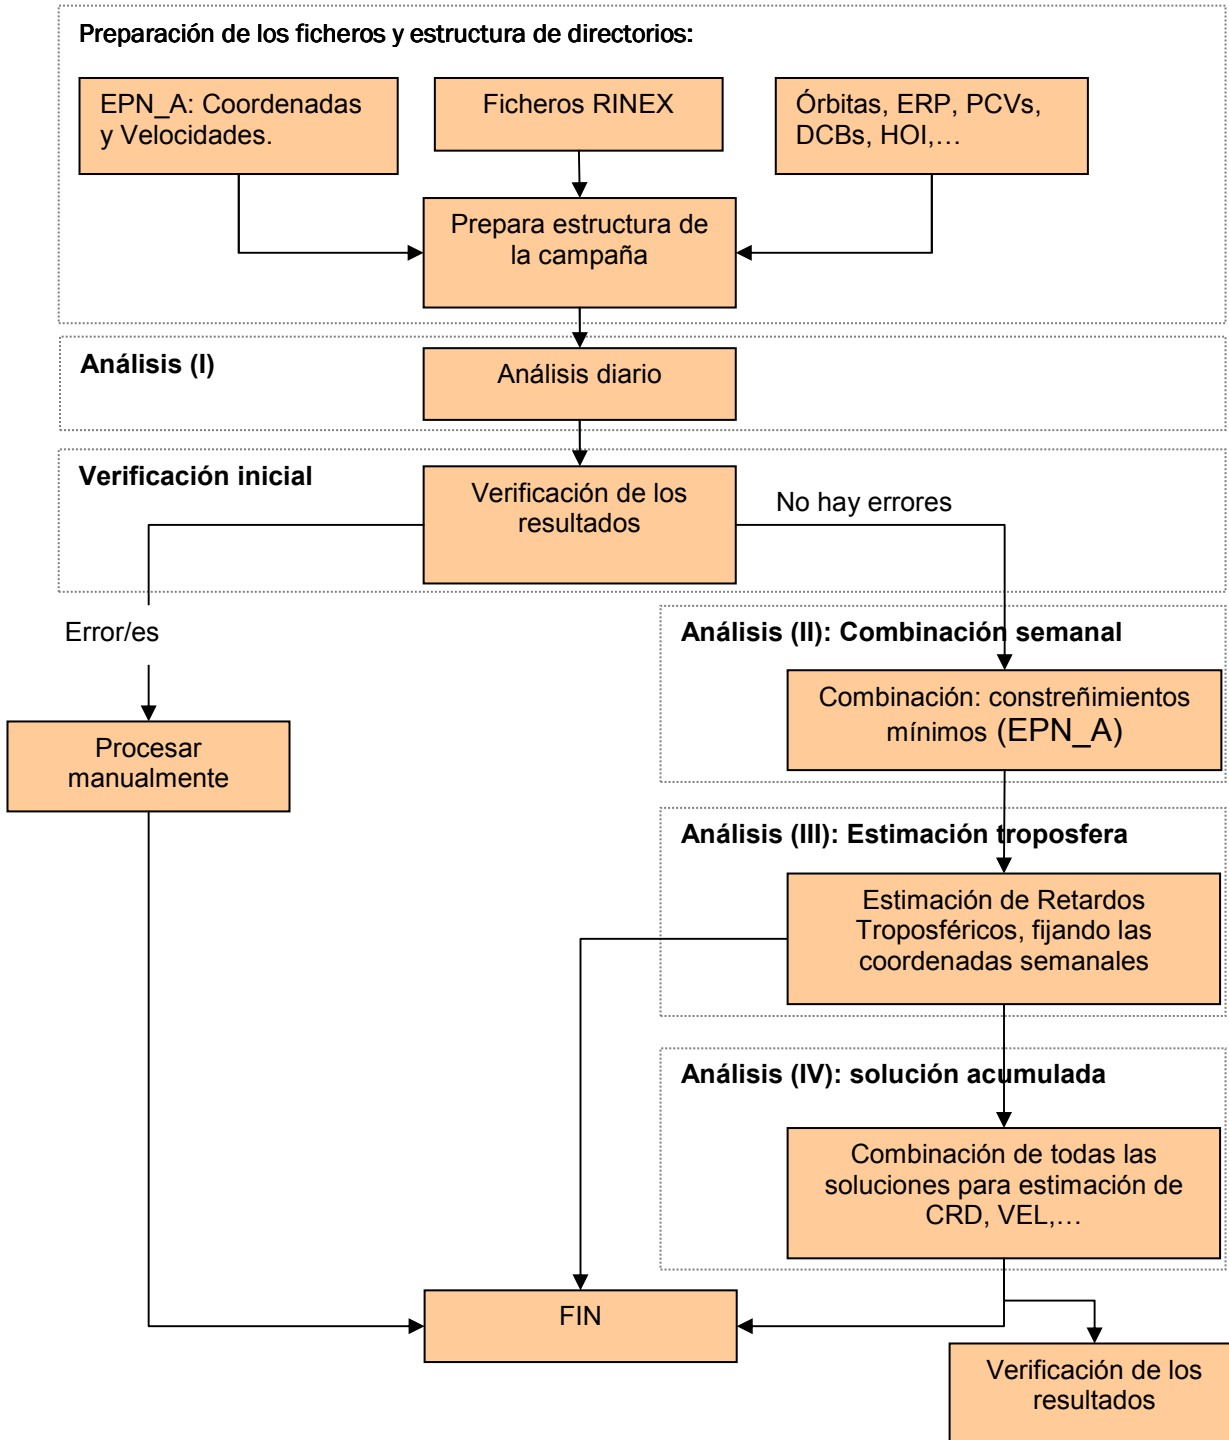 Preparación de los ficheros y estructura de directorios:
EPN_A: Coordenadas
y Velocidades.
Ficheros RINEX
Órbitas, ERP, PCVs,
DCBs, HOI,…
Prepara estructura de
la campaña
Análisis (I)
Análisis diario
Verificación inicial
Verificación de los
resultados
No hay errores
Error/es
Análisis (II): Combinación semanal
Combinación: constreñimientos
mínimos (EPN_A)
Procesar
manualmente
Análisis (III): Estimación troposfera
Estimación de Retardos
Troposféricos, fijando las
coordenadas semanales
Análisis (IV): solución acumulada
Combinación de todas las
soluciones para estimación de
CRD, VEL,…
FIN
Verificación de los
resultados